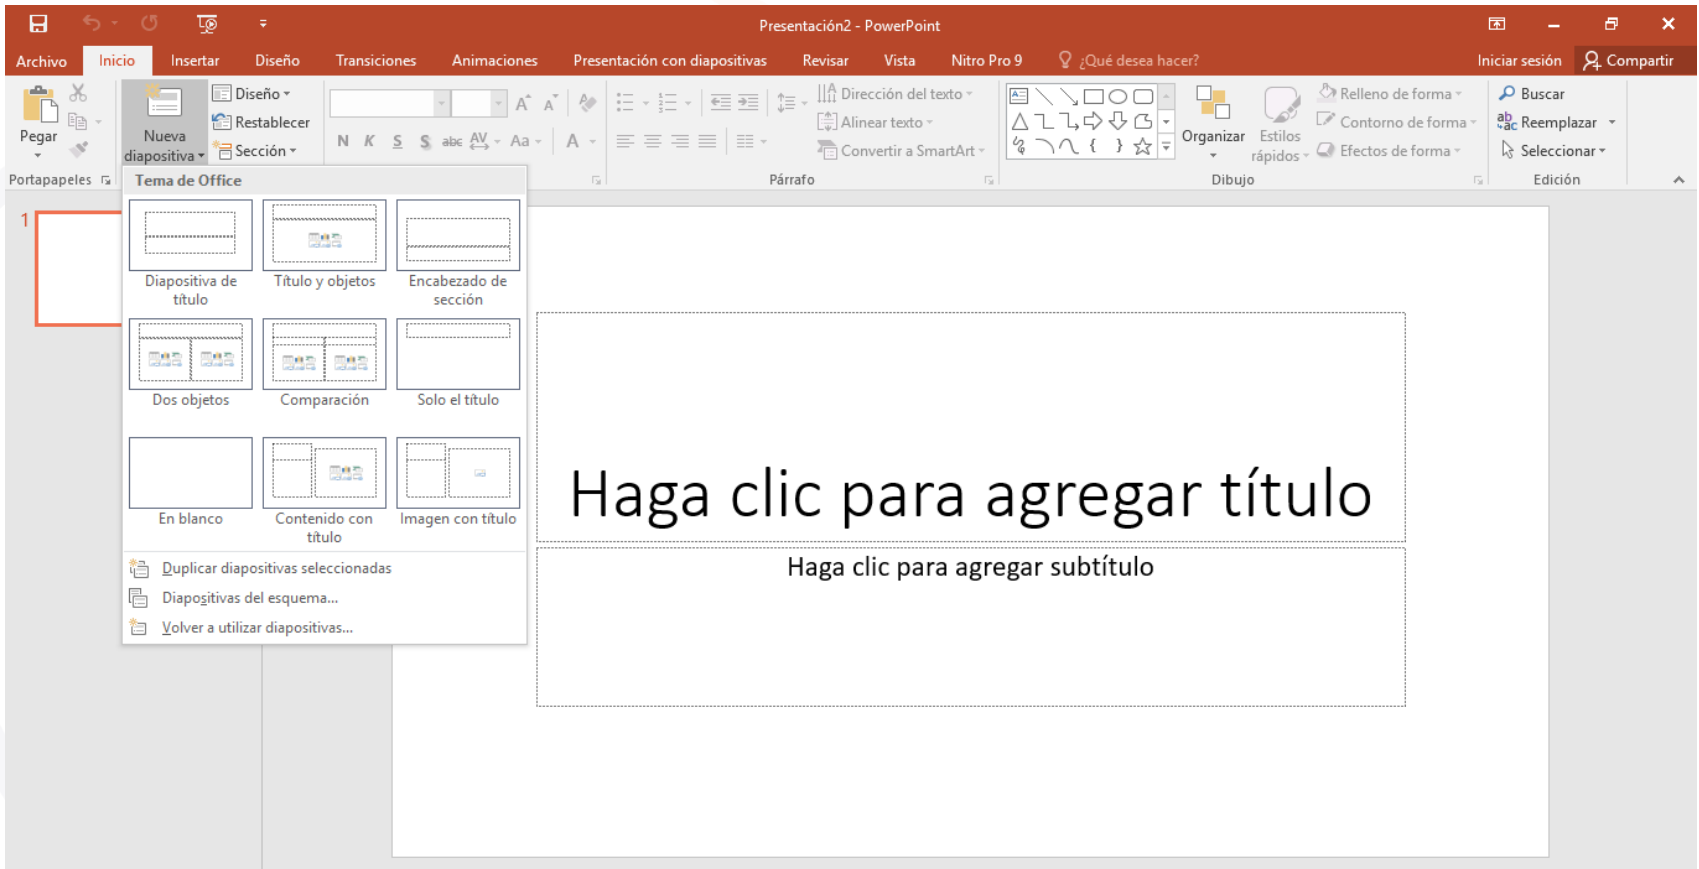 Presentación2 - PowerPoint
Archivo Inicio Insertar Diseño Transiciones Animaciones Presentación con diapositivas Revisar Vista Nitro Pro 9 ¿Qué desea hacer? Iniciar sesión Compartir
Pegar
Nueva
diapositiva
Diseño
Restablecer
Sección
N K S S abc AV Aa A
A A
Dirección del texto
Alinear texto
Convertir a SmartArt
Organizar
Estilos
rápidos
Relleno de forma
Contorno de forma
Efectos de forma
Buscar
Reemplazar
Seleccionar
Portapapeles Párrafo Dibujo Edición
Tema de Office
Diapositiva de
título
Título y objetos
Encabezado de
sección
Dos objetos
Comparación
Solo el título
En blanco
Contenido con
título
Imagen con título
Duplicar diapositivas seleccionadas
Diapositivas del esquema...
Volver a utilizar diapositivas...
1
Haga clic para agregar título
Haga clic para agregar subtítulo